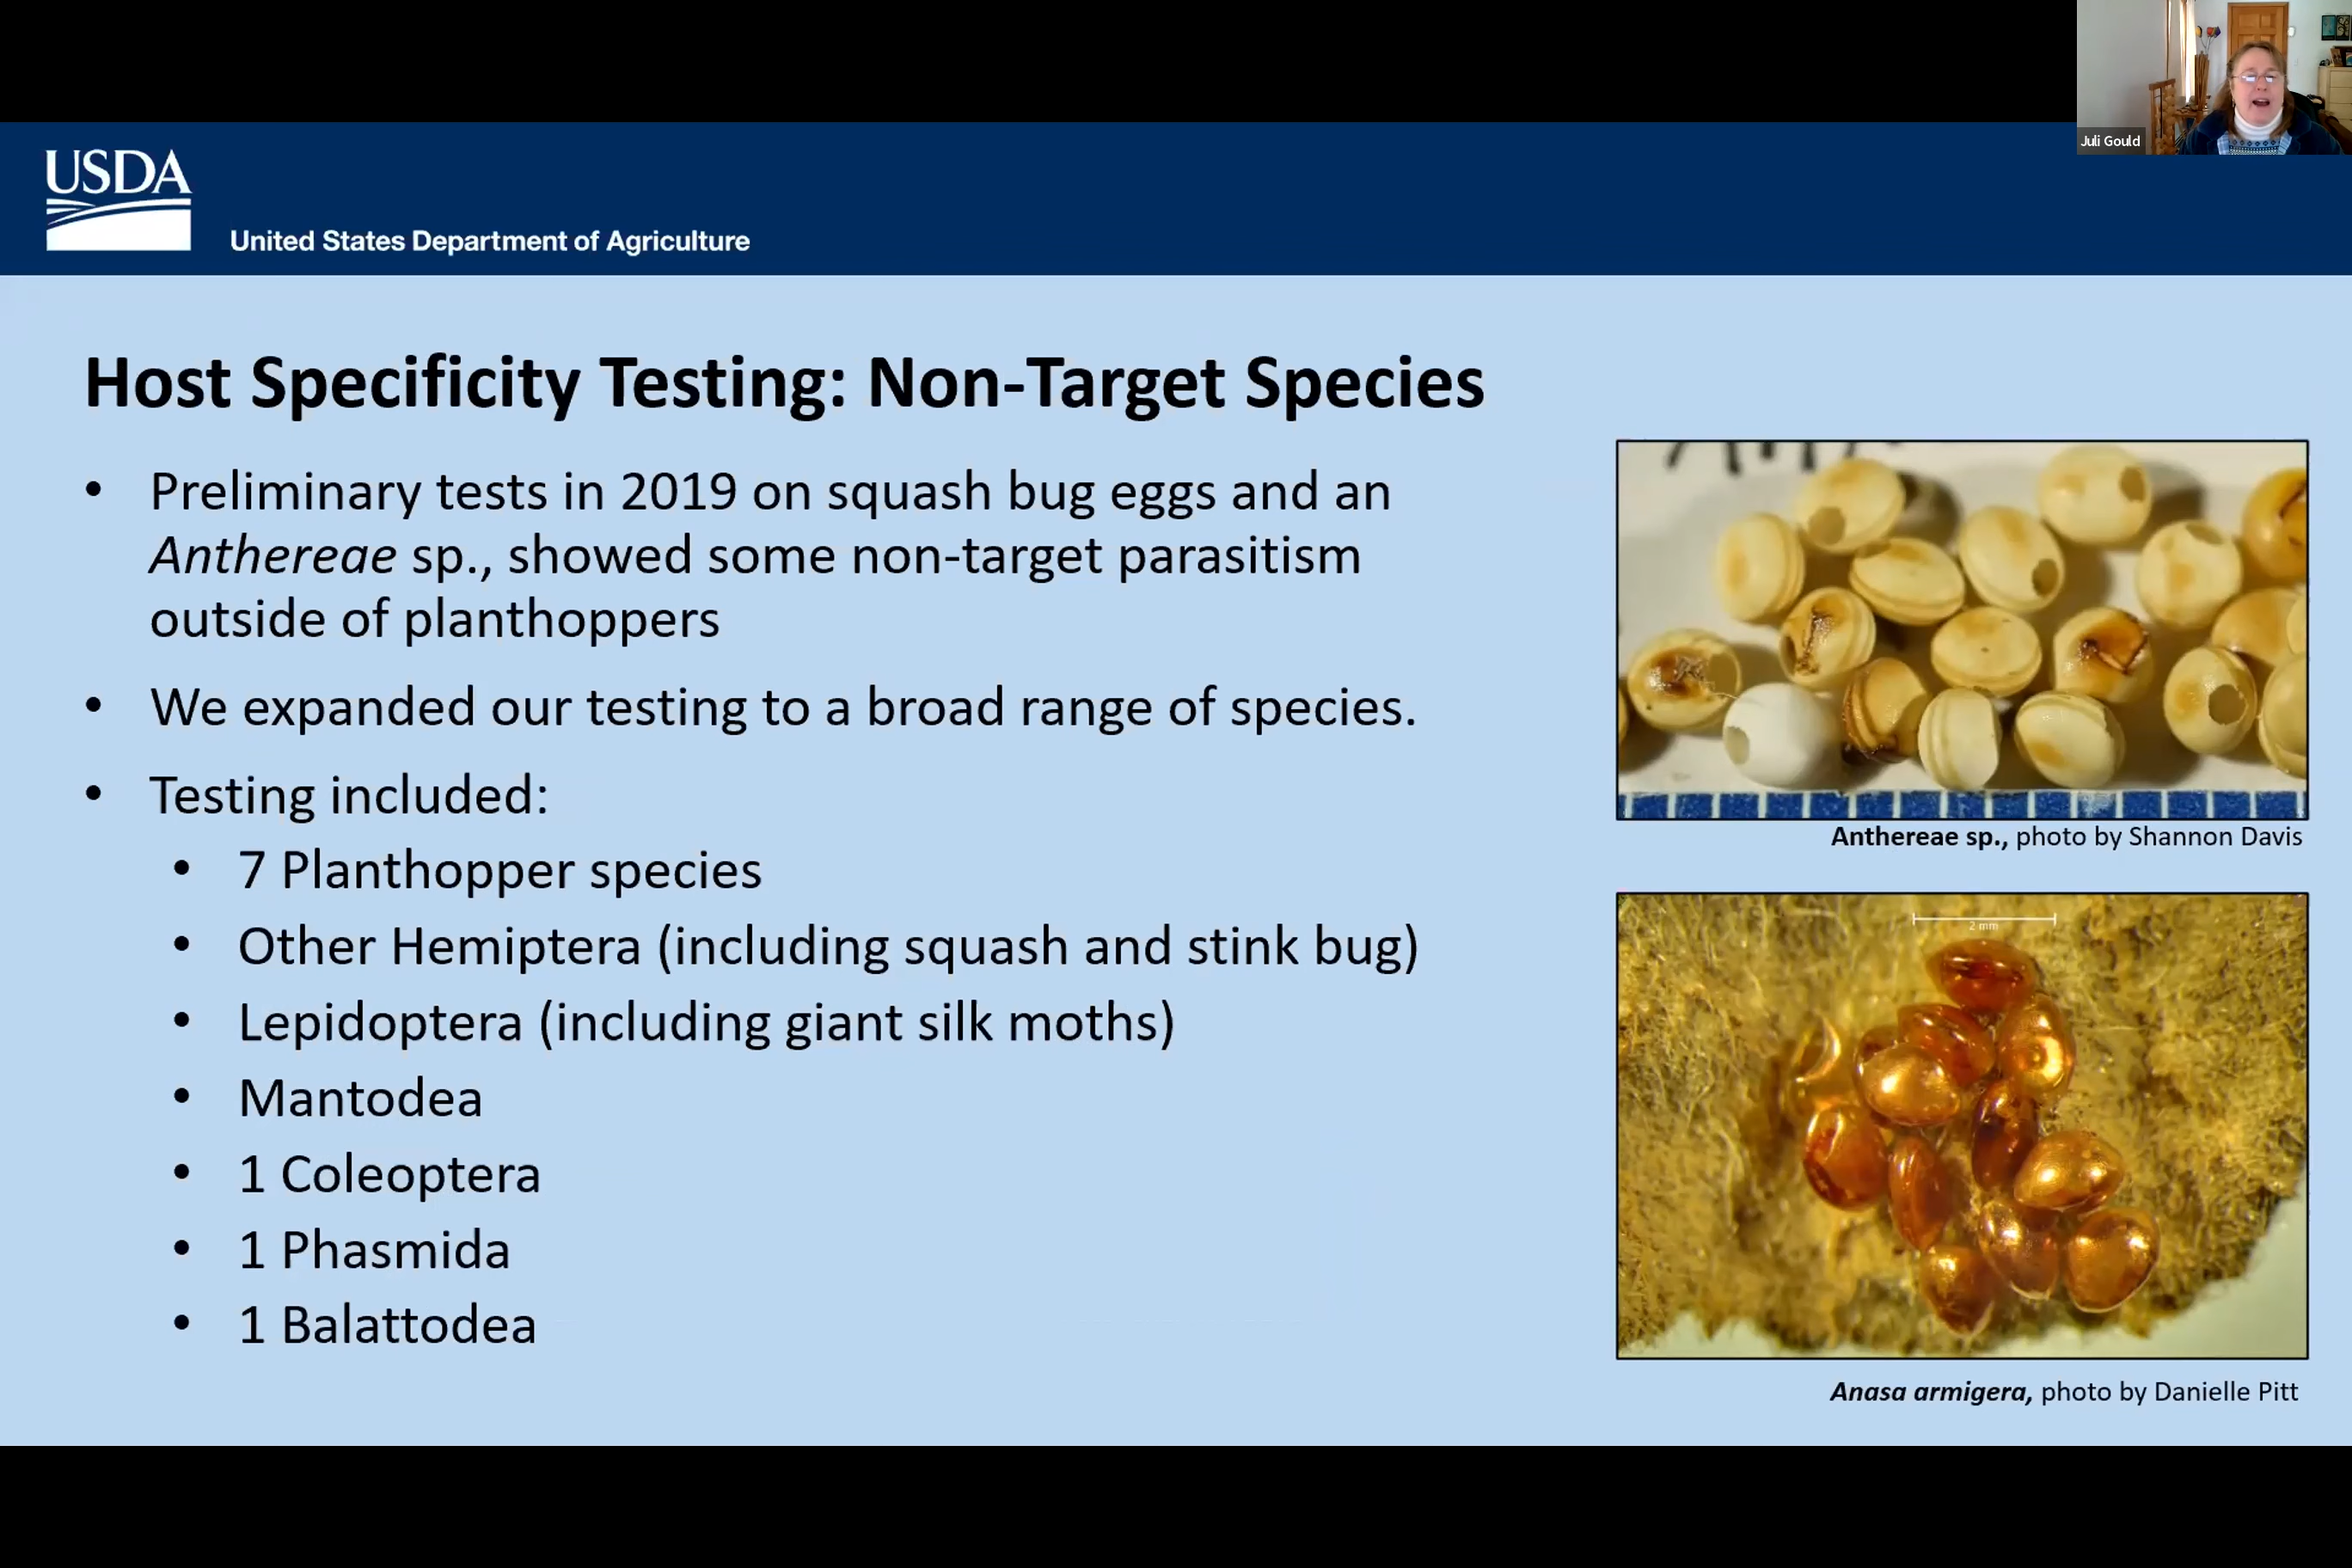 Juli Gould
USDA
United States Department of Agriculture
Host Specificity Testing: Non-Target Species
• Preliminary tests in 2019 on squash bug eggs and an
Anthereae sp., showed some non-target parasitism
outside of planthoppers
• We expanded our testing to a broad range of species.
• Testing included:
• 7 Planthopper species
• Other Hemiptera (including squash and stink bug)
• Lepidoptera (including giant silk moths)
• Mantodea
• 1 Coleoptera
• 1 Phasmida
• 1 Balattodea
Anthereae sp., photo by Shannon Davis
2 mm
Anasa armigera, photo by Danielle Pitt